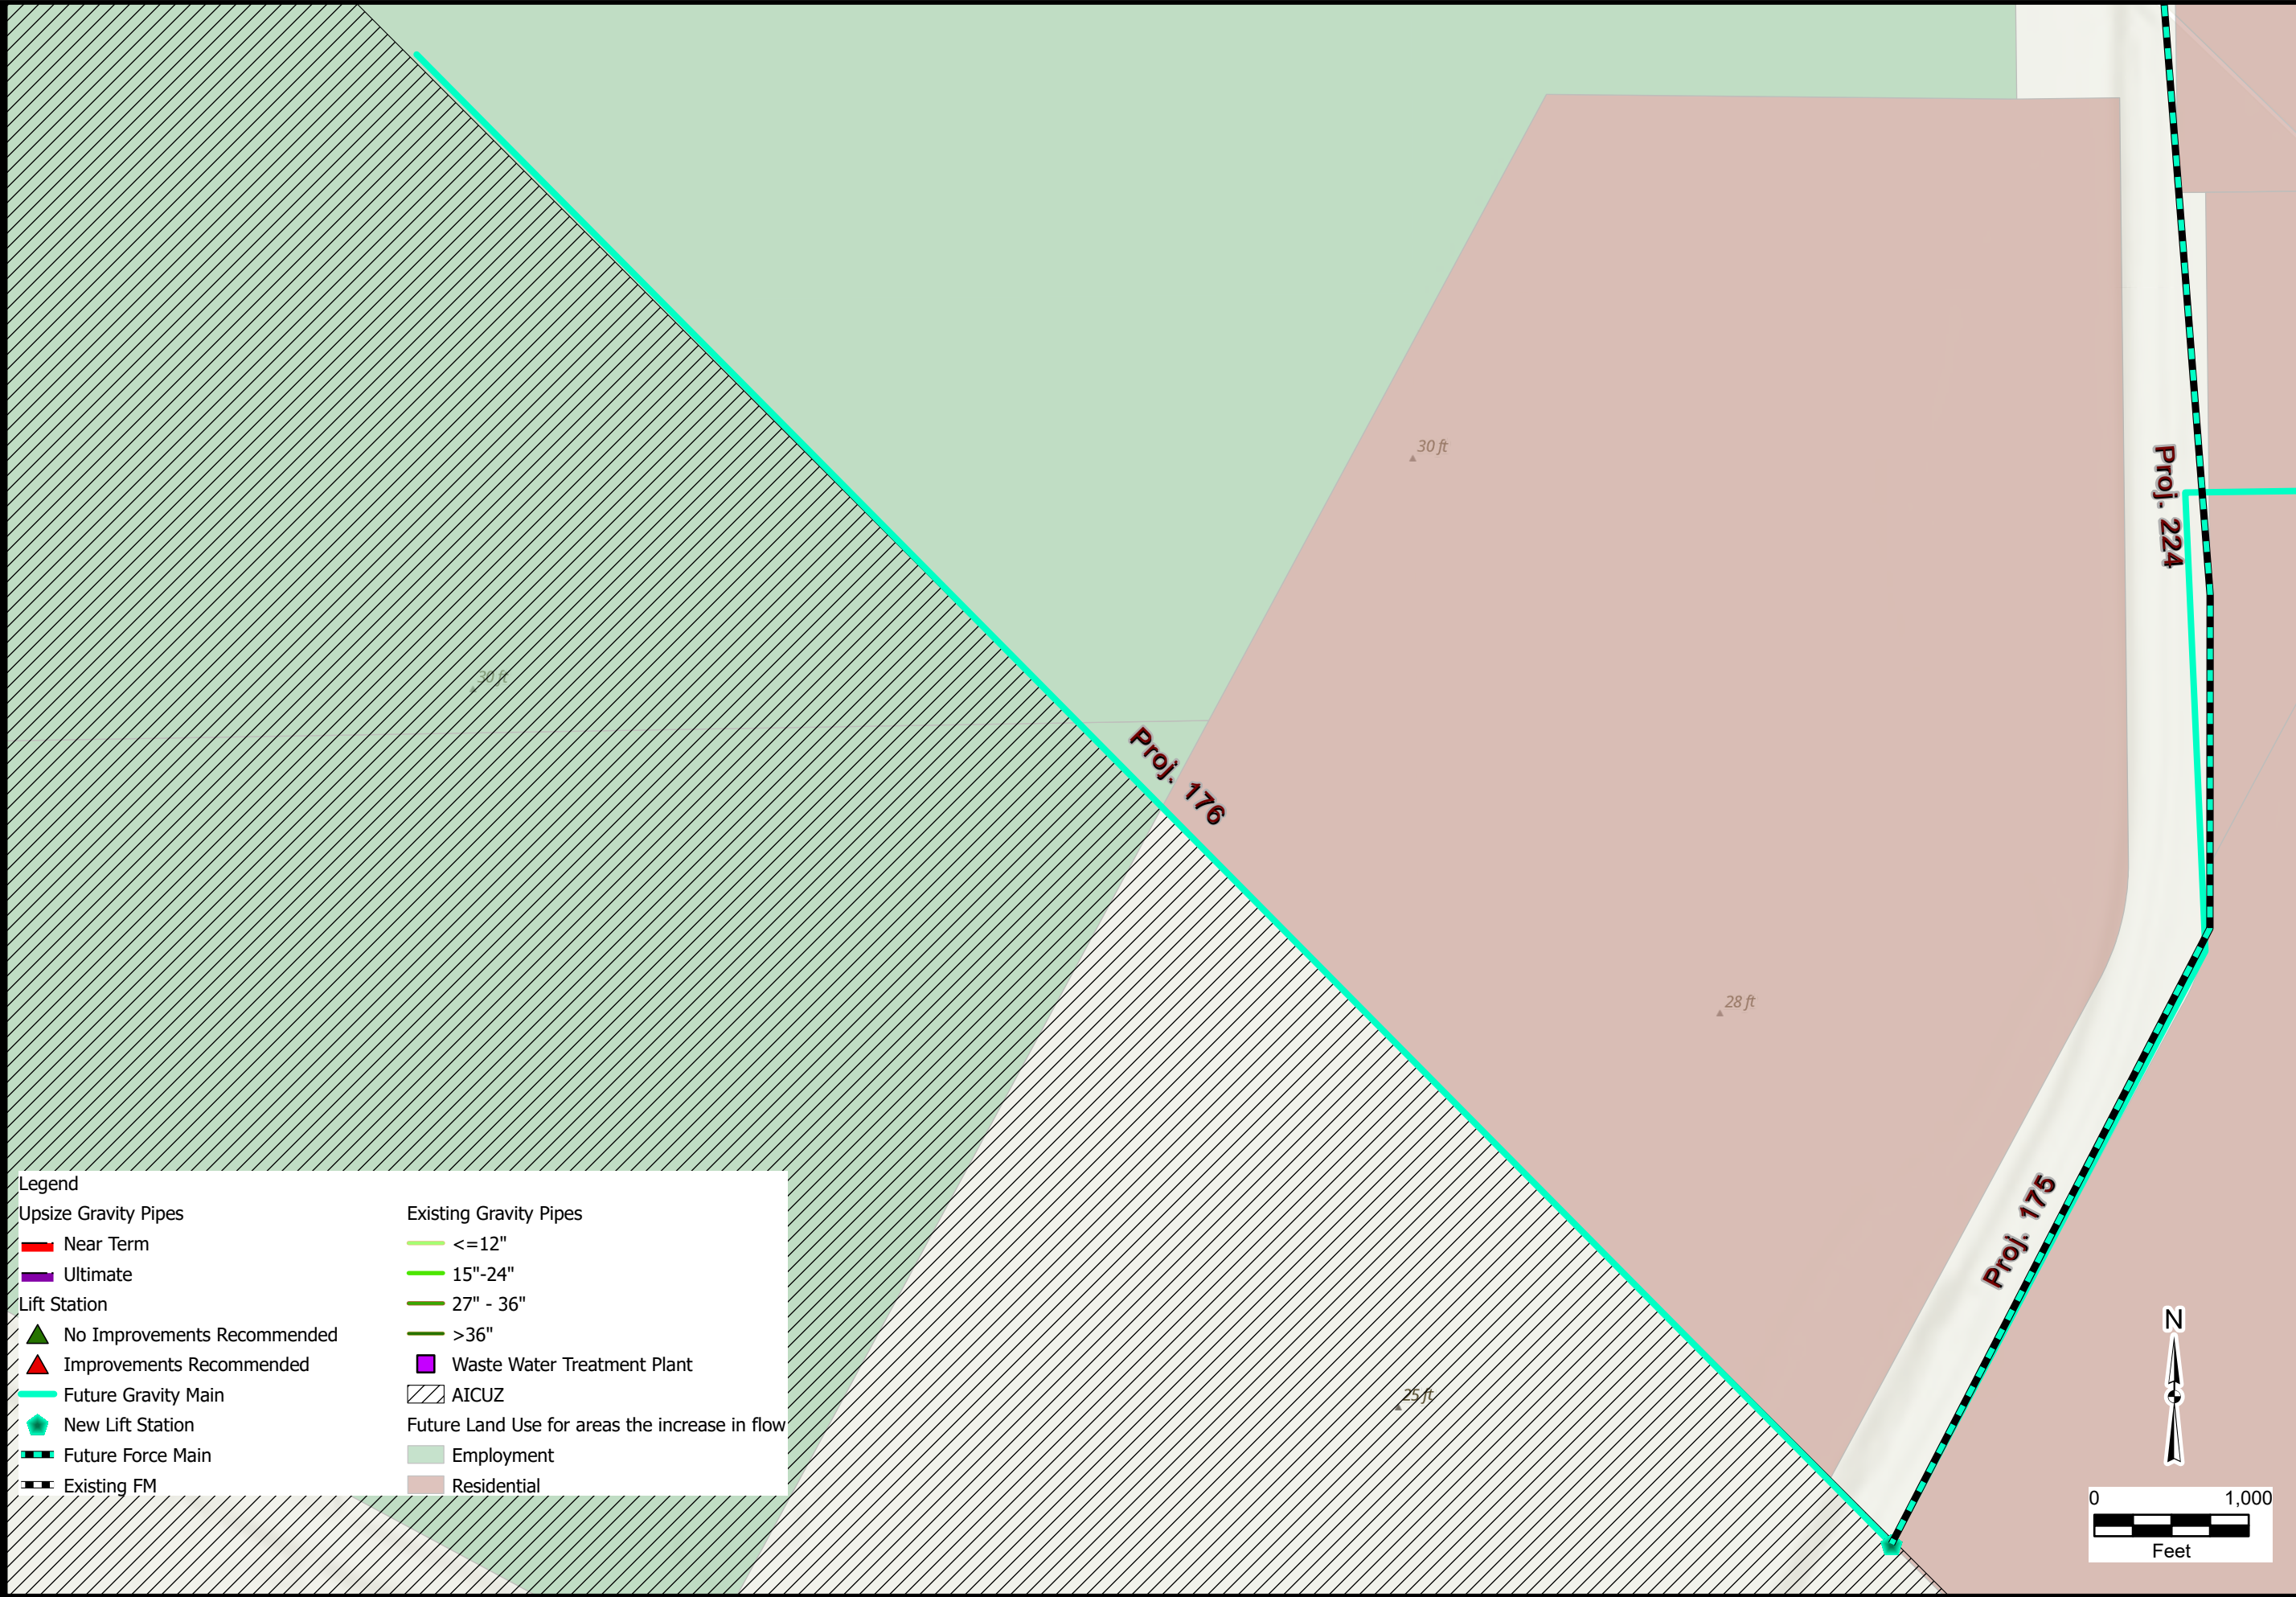 30 ft
Proj. 224
30 ft
Proj. 176
28 ft
Proj. 175
25 ft
Legend
Upsize Gravity Pipes
Near Term
Ultimate
Lift Station
No Improvements Recommended
Improvements Recommended
Future Gravity Main
New Lift Station
Future Force Main
Existing FM
Existing Gravity Pipes
<=12"
15"-24"
27" - 36"
>36"
Waste Water Treatment Plant
AICUZ
Future Land Use for areas the increase in flow
Employment
Residential
N
0 1,000
Feet